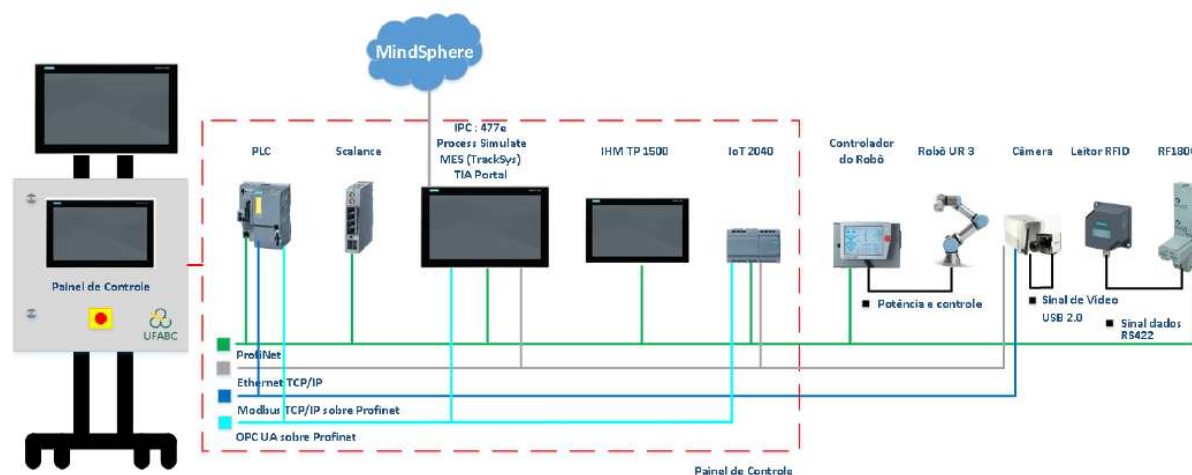 MindSphere
IPC : 477e
Process Simulate
MES (TrackSys)
TIA Portal
PLC
Scalance
IHM TP 1500
IoT 2040
Controlador
do Robô
Robô UR 3
Câmera
Leitor RFID
Painel de Controle
UFABC
Potência e controle
Sinal de Vídeo
USB 2.0
Sinal dados
RS422
ProfiNet
Ethernet TCP/IP
Modbus TCP/IP sobre Profinet
OPC UA sobre Profinet
Painel de Controle